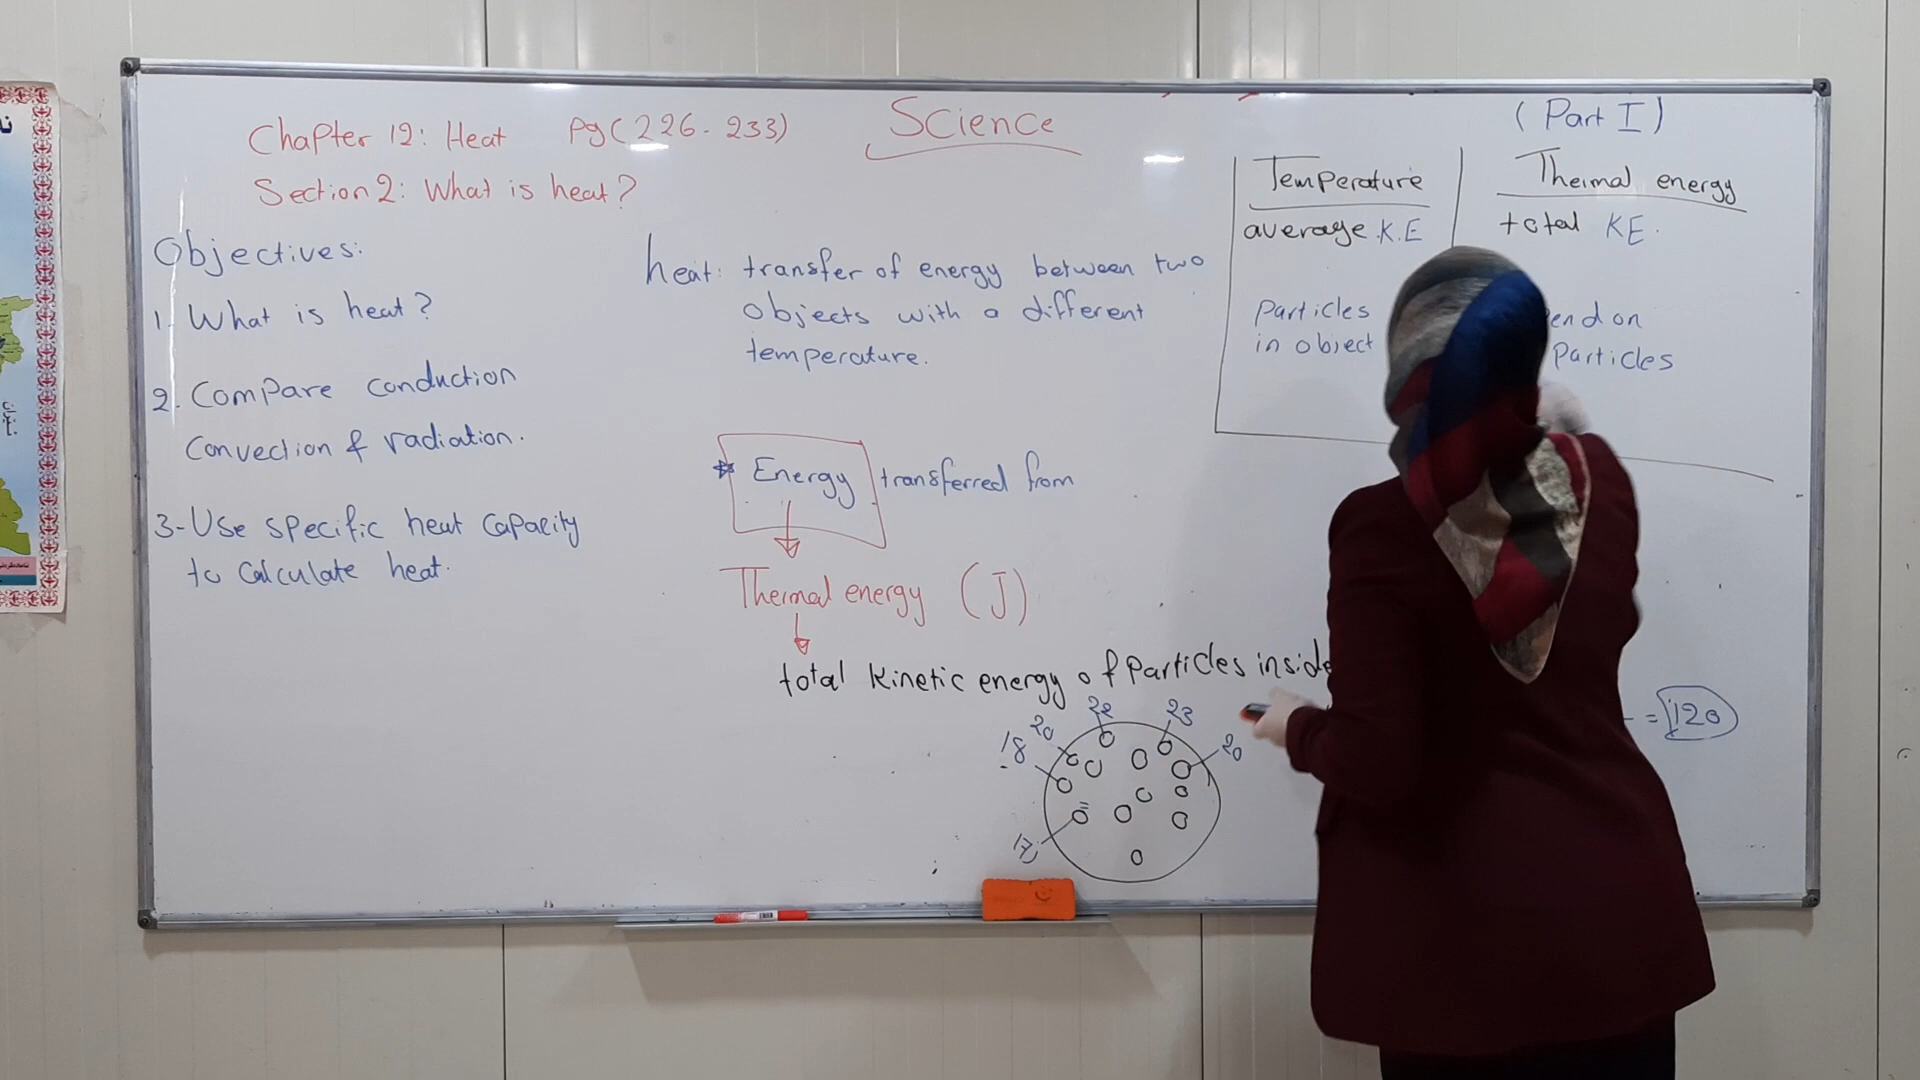 Science
(Part I)
Chapter 12: Heat pg(226-233)
Section 2: What is heat?
Objectives:
1. What is heat?
2. Compare conduction
Convection & radiation.
3- Use specific heat capacity
to calculate heat.
heat: transfer of energy between two
objects with a different
temperature.
* Energy transferred from
Thermal energy (J)
total kinetic energy of particles inside
18
20
22
23
20
17
Temperature
average K.E
particles
in object
Thermal energy
total KE.
end on
particles
= 120